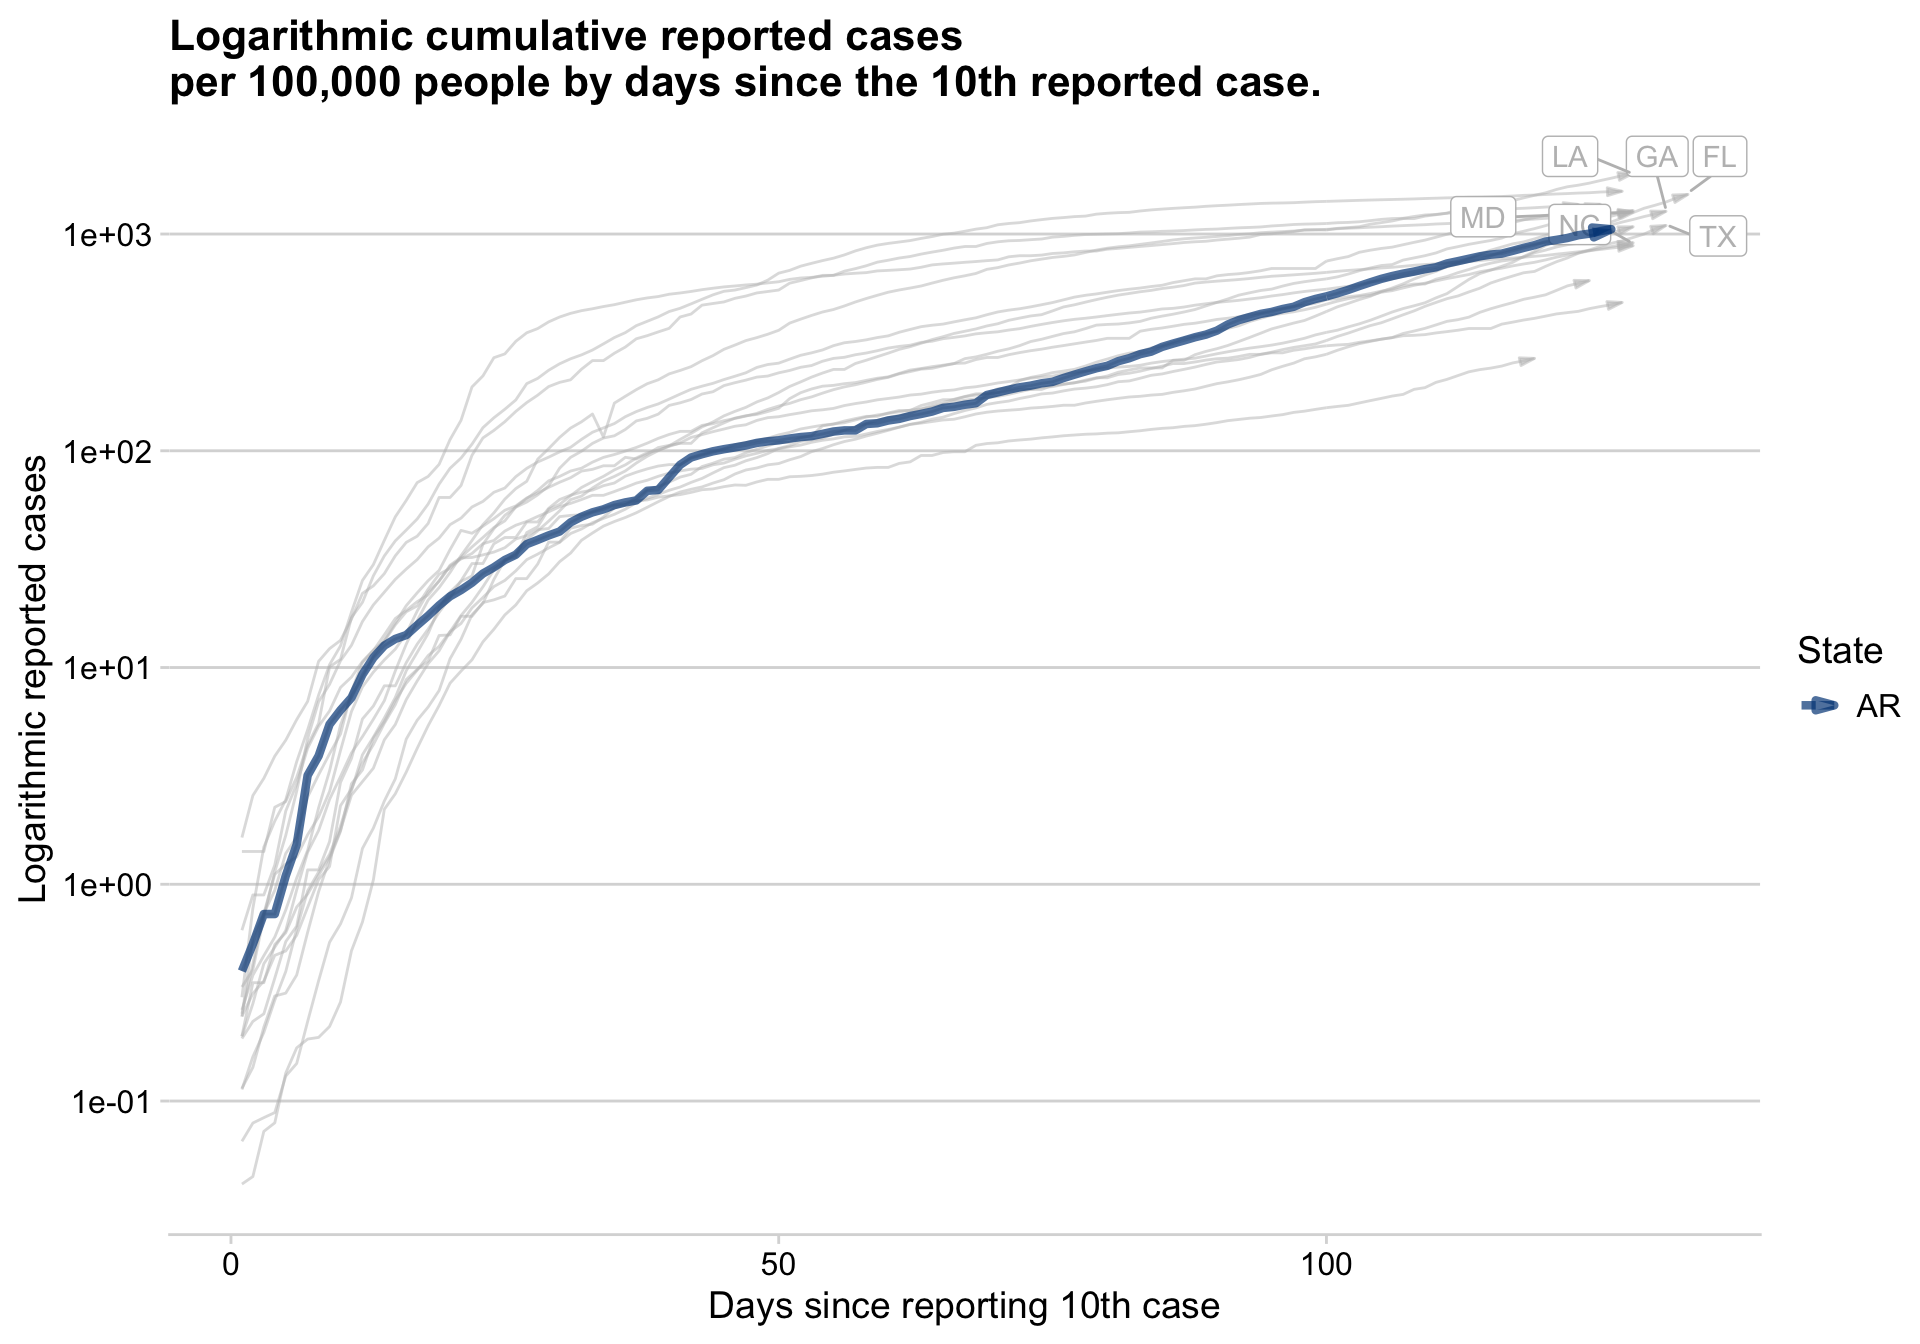 Logarithmic cumulative reported cases
per 100,000 people by days since the 10th reported case.
LA
GA
FL
MD
NC
TX
1e+03
1e+02
1e+01
1e+00
1e-01
Logarithmic reported cases
State
AR
0
50
100
Days since reporting 10th case